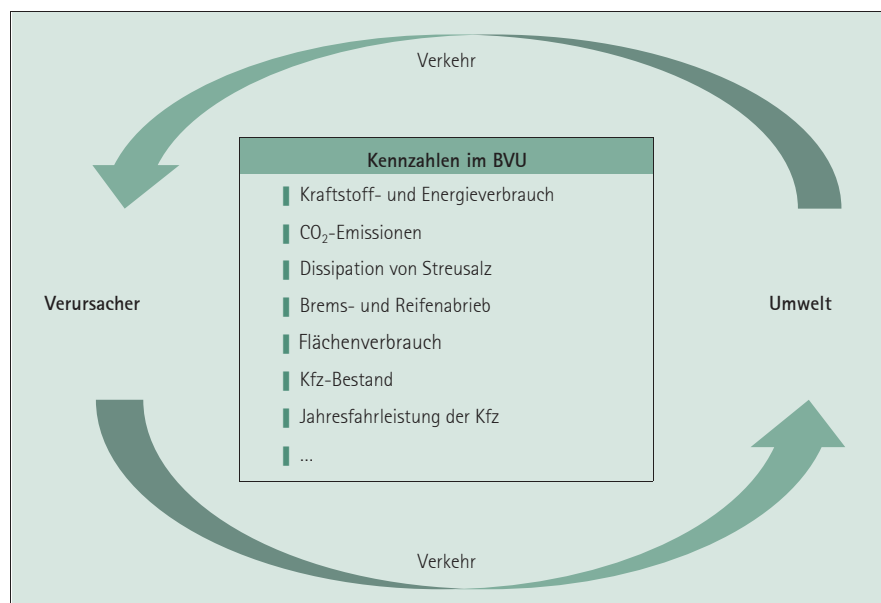 Verkehr
Kennzahlen im BVU
Kraftstoff- und Energieverbrauch
CO₂-Emissionen
Dissipation von Streusalz
Brems- und Reifenabrieb
Flächenverbrauch
Kfz-Bestand
Jahresfahrleistung der Kfz
...
Verursacher
Umwelt
Verkehr